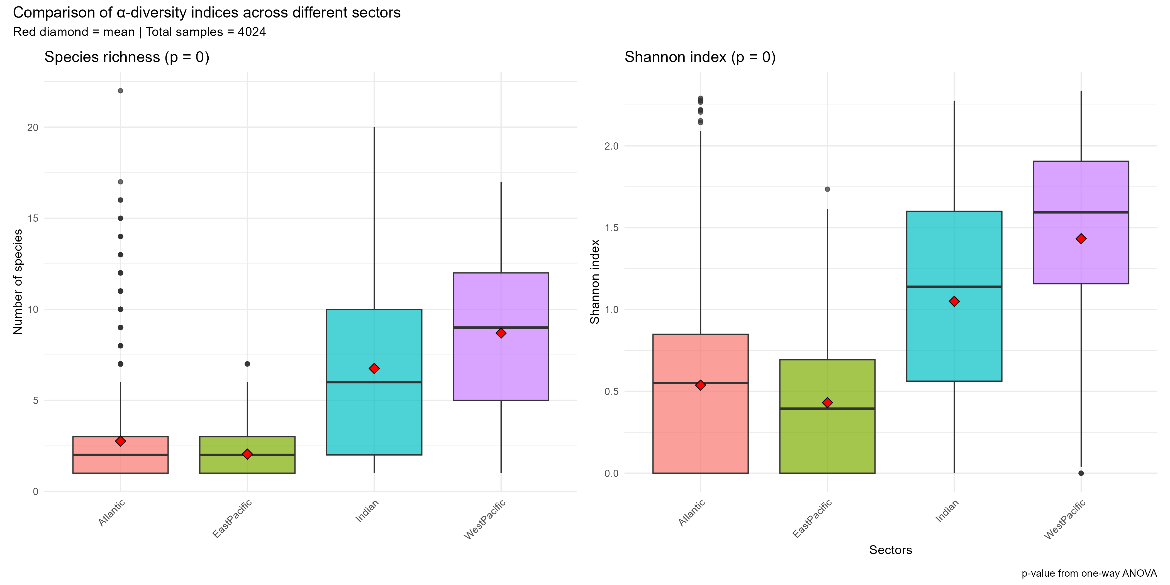 Comparison of α-diversity indices across different sectors
Red diamond = mean | Total samples = 4024
Species richness (p = 0)
Number of species
20
15
10
5
0
Atlantic
EastPacific
Indian
WestPacific
Shannon index (p = 0)
Shannon index
2.0
1.5
1.0
0.5
0.0
Atlantic
EastPacific
Indian
WestPacific
Sectors
p-value from one-way ANOVA